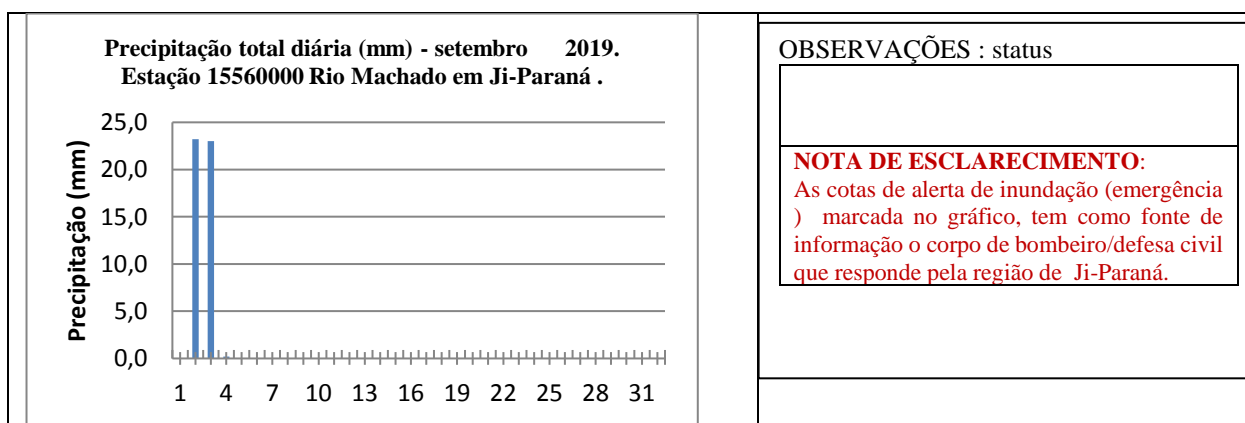 Precipitação total diária (mm) - setembro 2019.
Estação 15560000 Rio Machado em Ji-Paraná .
Precipitação (mm)
25,0
20,0
15,0
10,0
5,0
0,0
1 4 7 10 13 16 19 22 25 28 31
OBSERVAÇÕES : status
NOTA DE ESCLARECIMENTO:
As cotas de alerta de inundação (emergência
) marcada no gráfico, tem como fonte de
informação o corpo de bombeiro/defesa civil
que responde pela região de Ji-Paraná.